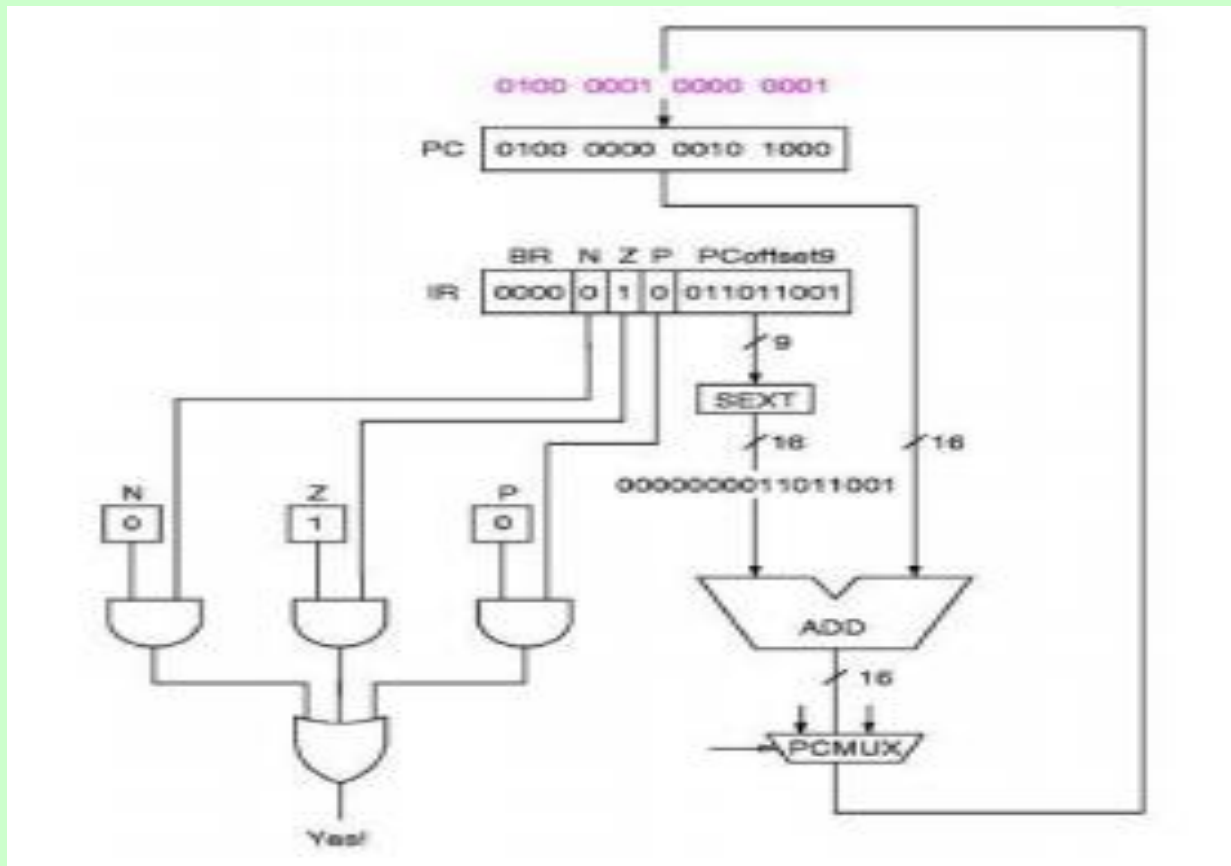 0100 0001 0000 0001
PC 0100 0000 0010 1000
BR N Z P PCoffset9
IR 0000 0 1 0 011011001
9
SEXT
16 16
0000000011011001
N Z P
0 1 0
ADD
16
PCMUX
Yes!